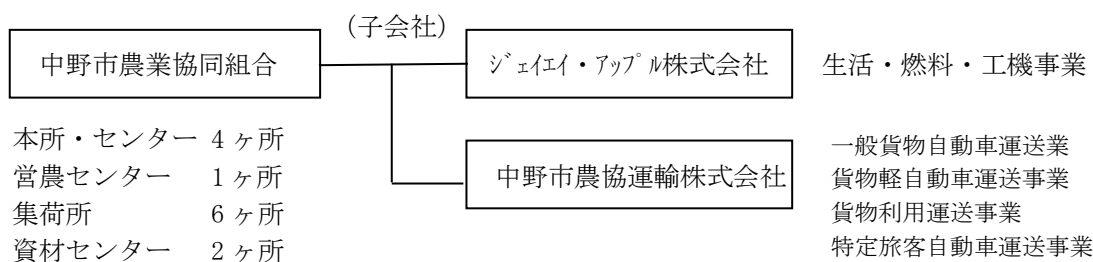 (子会社)
中野市農業協同組合
ｼﾞｪｲｴｲ・ｱｯﾌﾟﾙ株式会社
生活・燃料・工機事業
本所・センター 4ヶ所
営農センター 1ヶ所
集荷所 6ヶ所
資材センター 2ヶ所
中野市農協運輸株式会社
一般貨物自動車運送業
貨物軽自動車運送事業
貨物利用運送事業
特定旅客自動車運送事業